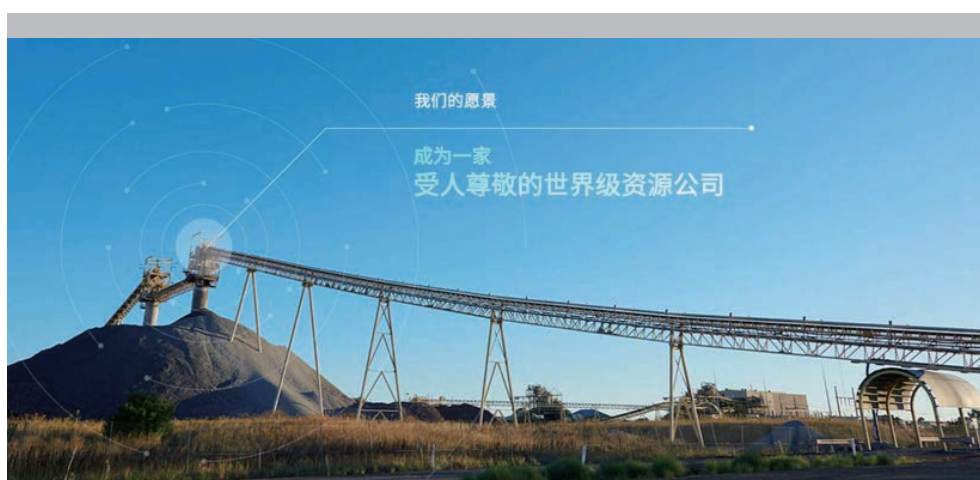 我们的愿景
成为一家
受人尊敬的世界级资源公司